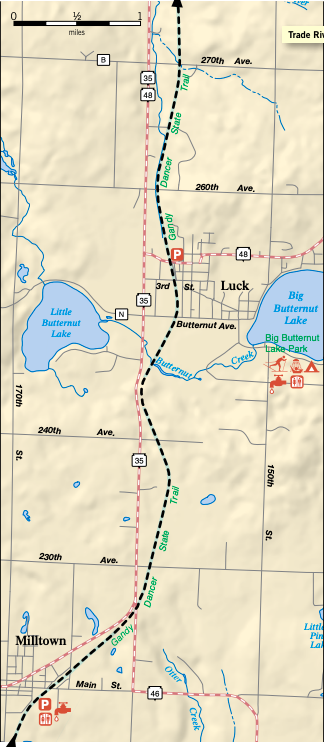 0 ½ 1
miles
Trade Riv
B
270th Ave.
35
48
Gandy Dancer State Trail
260th Ave.
P
48
3rd St.
Luck
35
N
Butternut Ave.
Little
Butternut
Lake
Big
Butternut
Lake
Big Butternut
Lake Park
Butternut Creek
170th St.
240th Ave.
35
150th St.
Gandy Dancer State Trail
230th Ave.
Milltown
Little
Pine
Lak
Main St.
46
Otter Creek
P